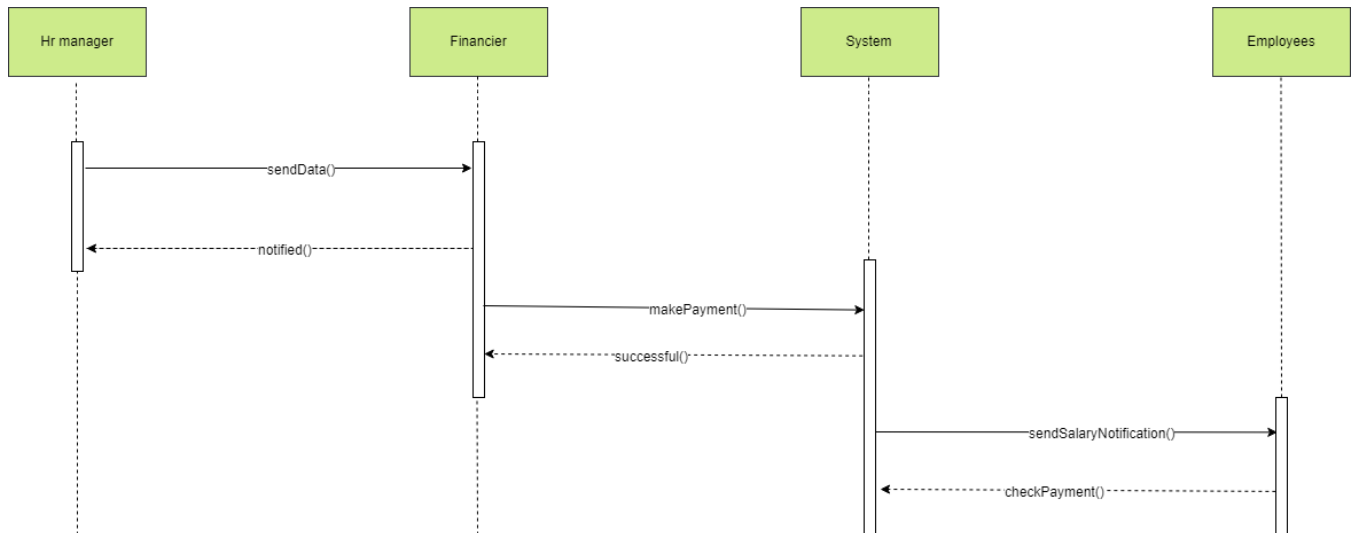 Hr manager
Financier
System
Employees
sendData()
notified()
makePayment()
successful()
sendSalaryNotification()
checkPayment()